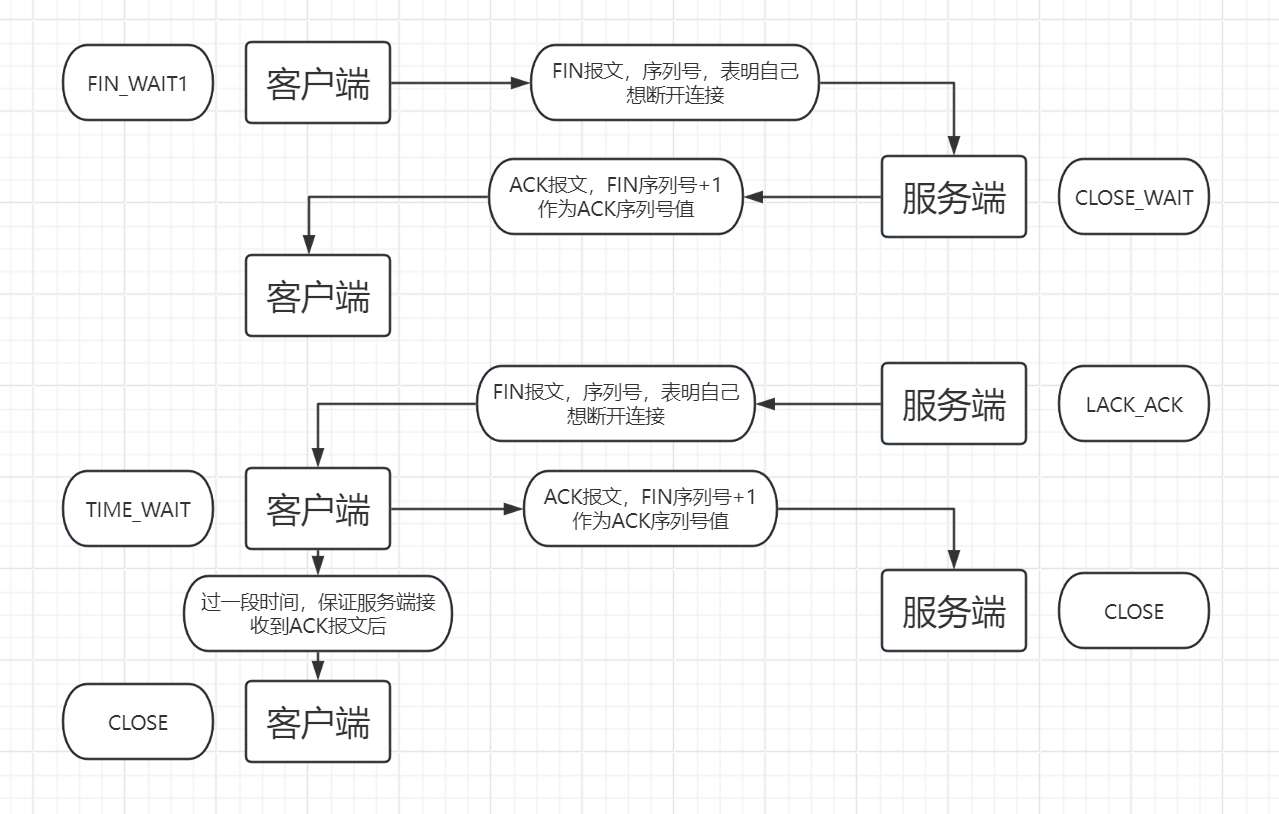 FIN_WAIT1
客户端
FIN报文，序列号，表明自己
想断开连接
ACK报文，FIN序列号+1
作为ACK序列号值
服务端
CLOSE_WAIT
客户端
FIN报文，序列号，表明自己
想断开连接
服务端
LACK_ACK
TIME_WAIT
客户端
ACK报文，FIN序列号+1
作为ACK序列号值
过一段时间，保证服务端接
收到ACK报文后
服务端
CLOSE
CLOSE
客户端